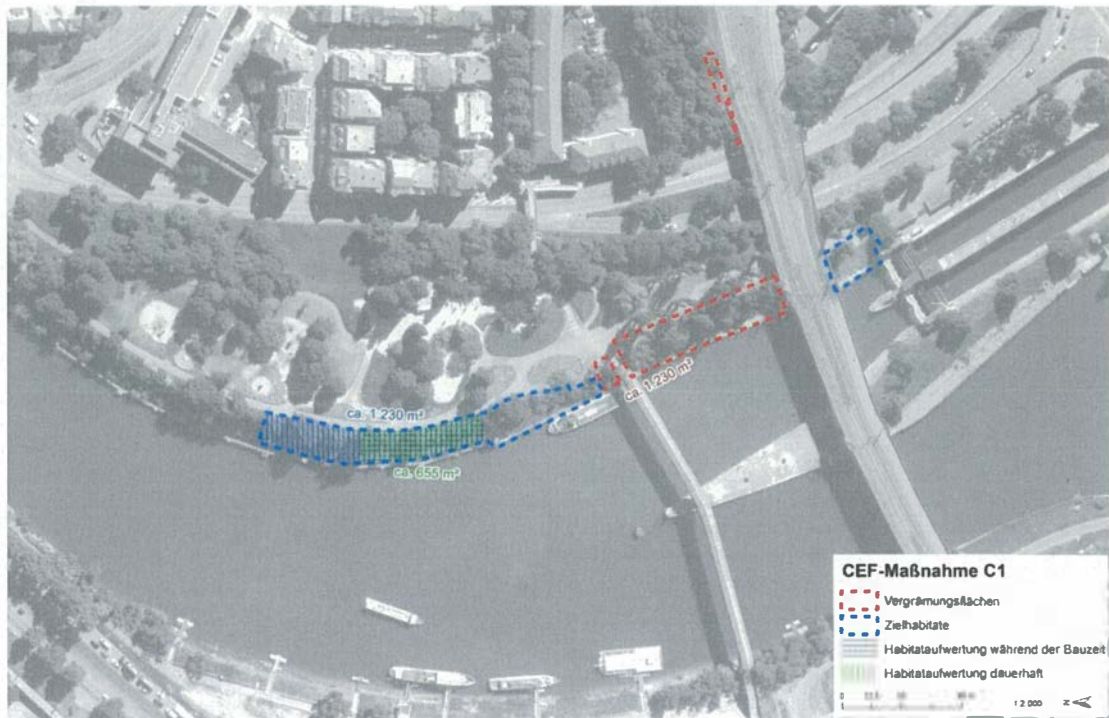 ca. 1.230 m²
ca. 1 230 m²
ca. 655 m²
CEF-Maßnahme C1
Vergrämungsflächen
Zielhabitate
Habitataufwertung während der Bauzeit
Habitataufwertung dauerhaft
0
1:2.000
N